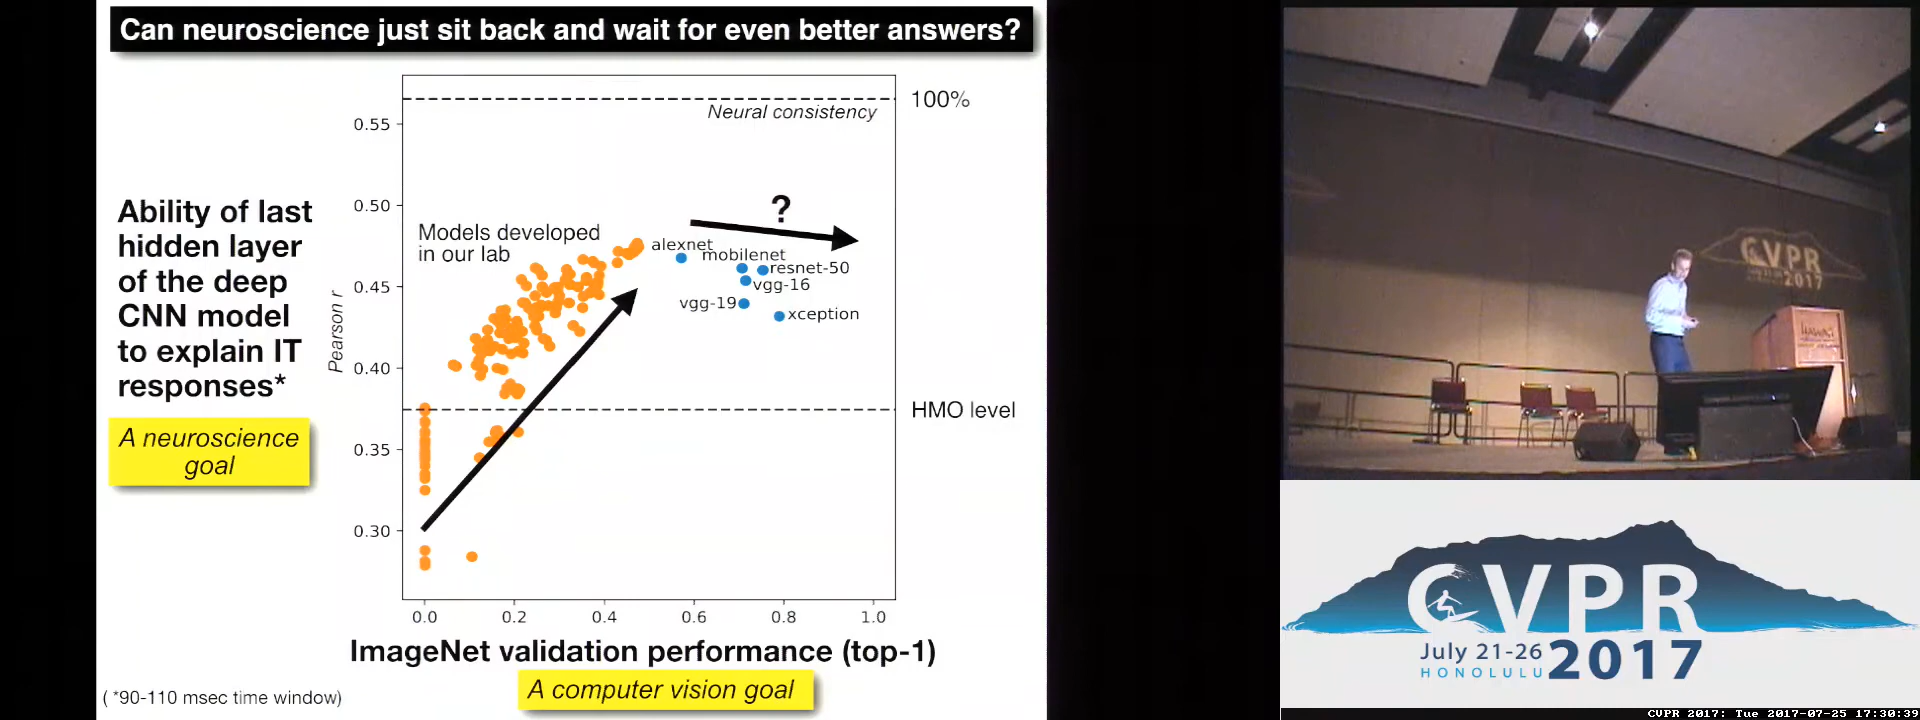 Can neuroscience just sit back and wait for even better answers?
Ability of last
hidden layer
of the deep
CNN model
to explain IT
responses*
A neuroscience
goal
Pearson r
0.55
0.50
0.45
0.40
0.35
0.30
100%
Neural consistency
?
Models developed
in our lab
alexnet
mobilenet
resnet-50
vgg-16
vgg-19
xception
HMO level
0.0 0.2 0.4 0.6 0.8 1.0
ImageNet validation performance (top-1)
A computer vision goal
( *90-110 msec time window)
CVPR
2017
CVPR
July 21-26
HONOLULU
2017
CVPR 2017: Tue 2017-07-25 17:30:39